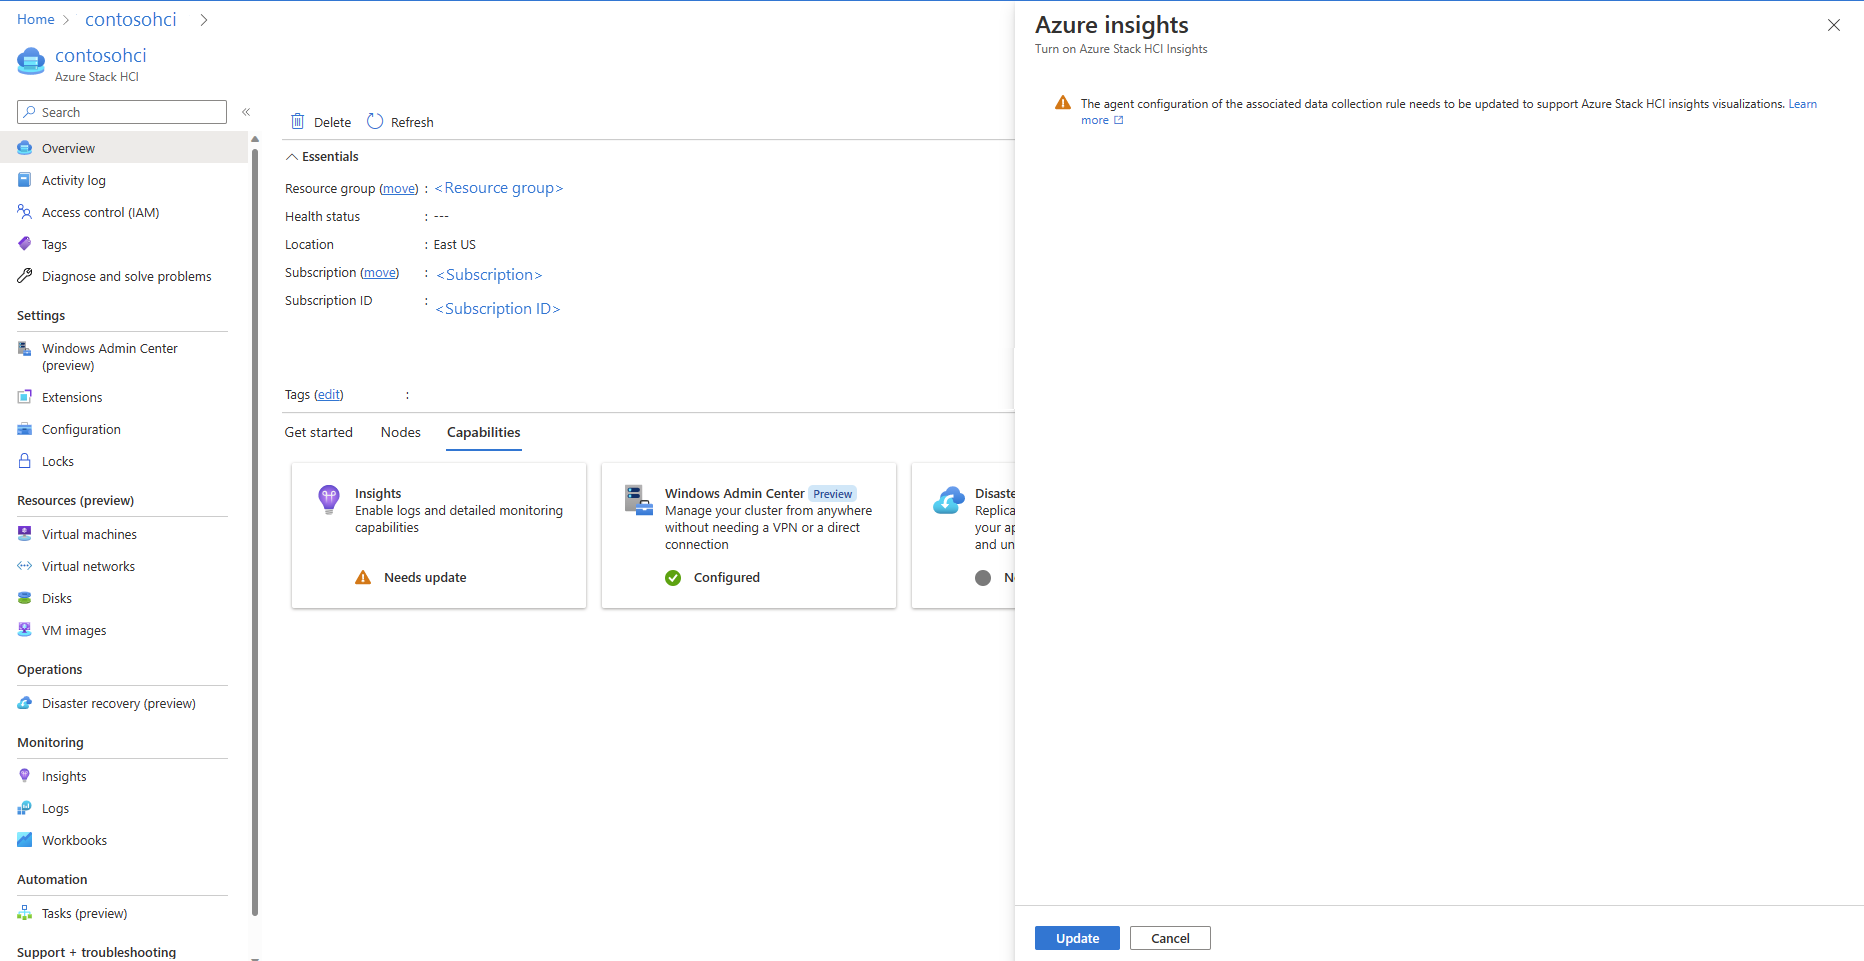 Home > contosohci >
contosohci
Azure Stack HCI
Search «
Overview
Activity log
Access control (IAM)
Tags
Diagnose and solve problems
Settings
Windows Admin Center
(preview)
Extensions
Configuration
Locks
Resources (preview)
Virtual machines
Virtual networks
Disks
VM images
Operations
Disaster recovery (preview)
Monitoring
Insights
Logs
Workbooks
Automation
Tasks (preview)
Support + troubleshooting
Delete Refresh
Essentials
Resource group (move) : <Resource group>
Health status : ---
Location : East US
Subscription (move) : <Subscription>
Subscription ID : <Subscription ID>
Tags (edit) :
Get started Nodes Capabilities
Insights
Enable logs and detailed monitoring
capabilities
Needs update
Windows Admin Center Preview
Manage your cluster from anywhere
without needing a VPN or a direct
connection
Configured
Disaste
Replica
your ap
and un
N
Azure insights
Turn on Azure Stack HCI Insights
The agent configuration of the associated data collection rule needs to be updated to support Azure Stack HCI insights visualizations. Learn
more
Update Cancel